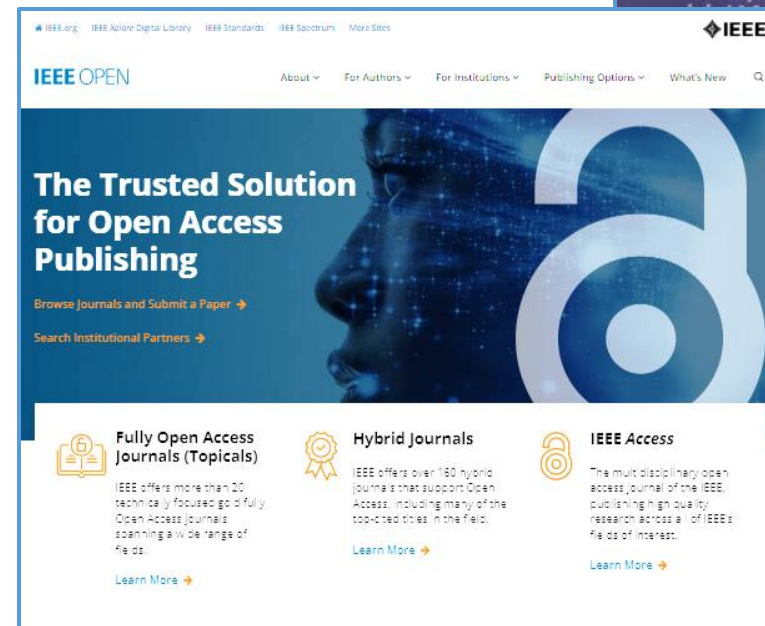 IEEE.org IEEE Xplore Digital Library IEEE Standards IEEE Spectrum More Sites
IEEE
IEEE OPEN
About For Authors For Institutions Publishing Options What's New
The Trusted Solution
for Open Access
Publishing
Browse Journals and Submit a Paper →
Search Institutional Partners →
Fully Open Access
Journals (Topicals)
IEEE offers more than 20
technically focused gold fully
Open Access journals
spanning a wide range of
fields.
Learn More →
Hybrid Journals
IEEE offers over 160 hybrid
journals that support Open
Access, including many of the
top-cited titles in the field.
Learn More →
IEEE Access
The multidisciplinary open
access journal of the IEEE,
publishing high quality
research across all of IEEE's
fields of interest.
Learn More →